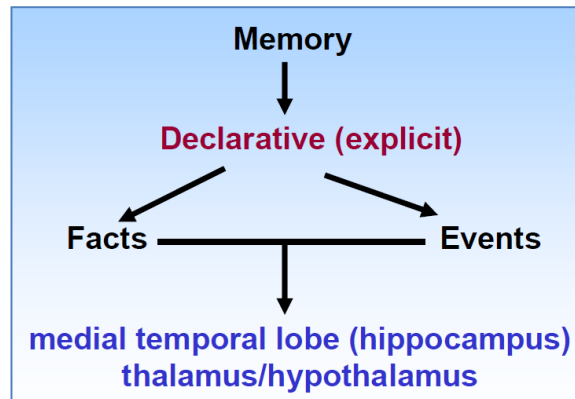 Memory
Declarative (explicit)
Facts Events
medial temporal lobe (hippocampus)
thalamus/hypothalamus